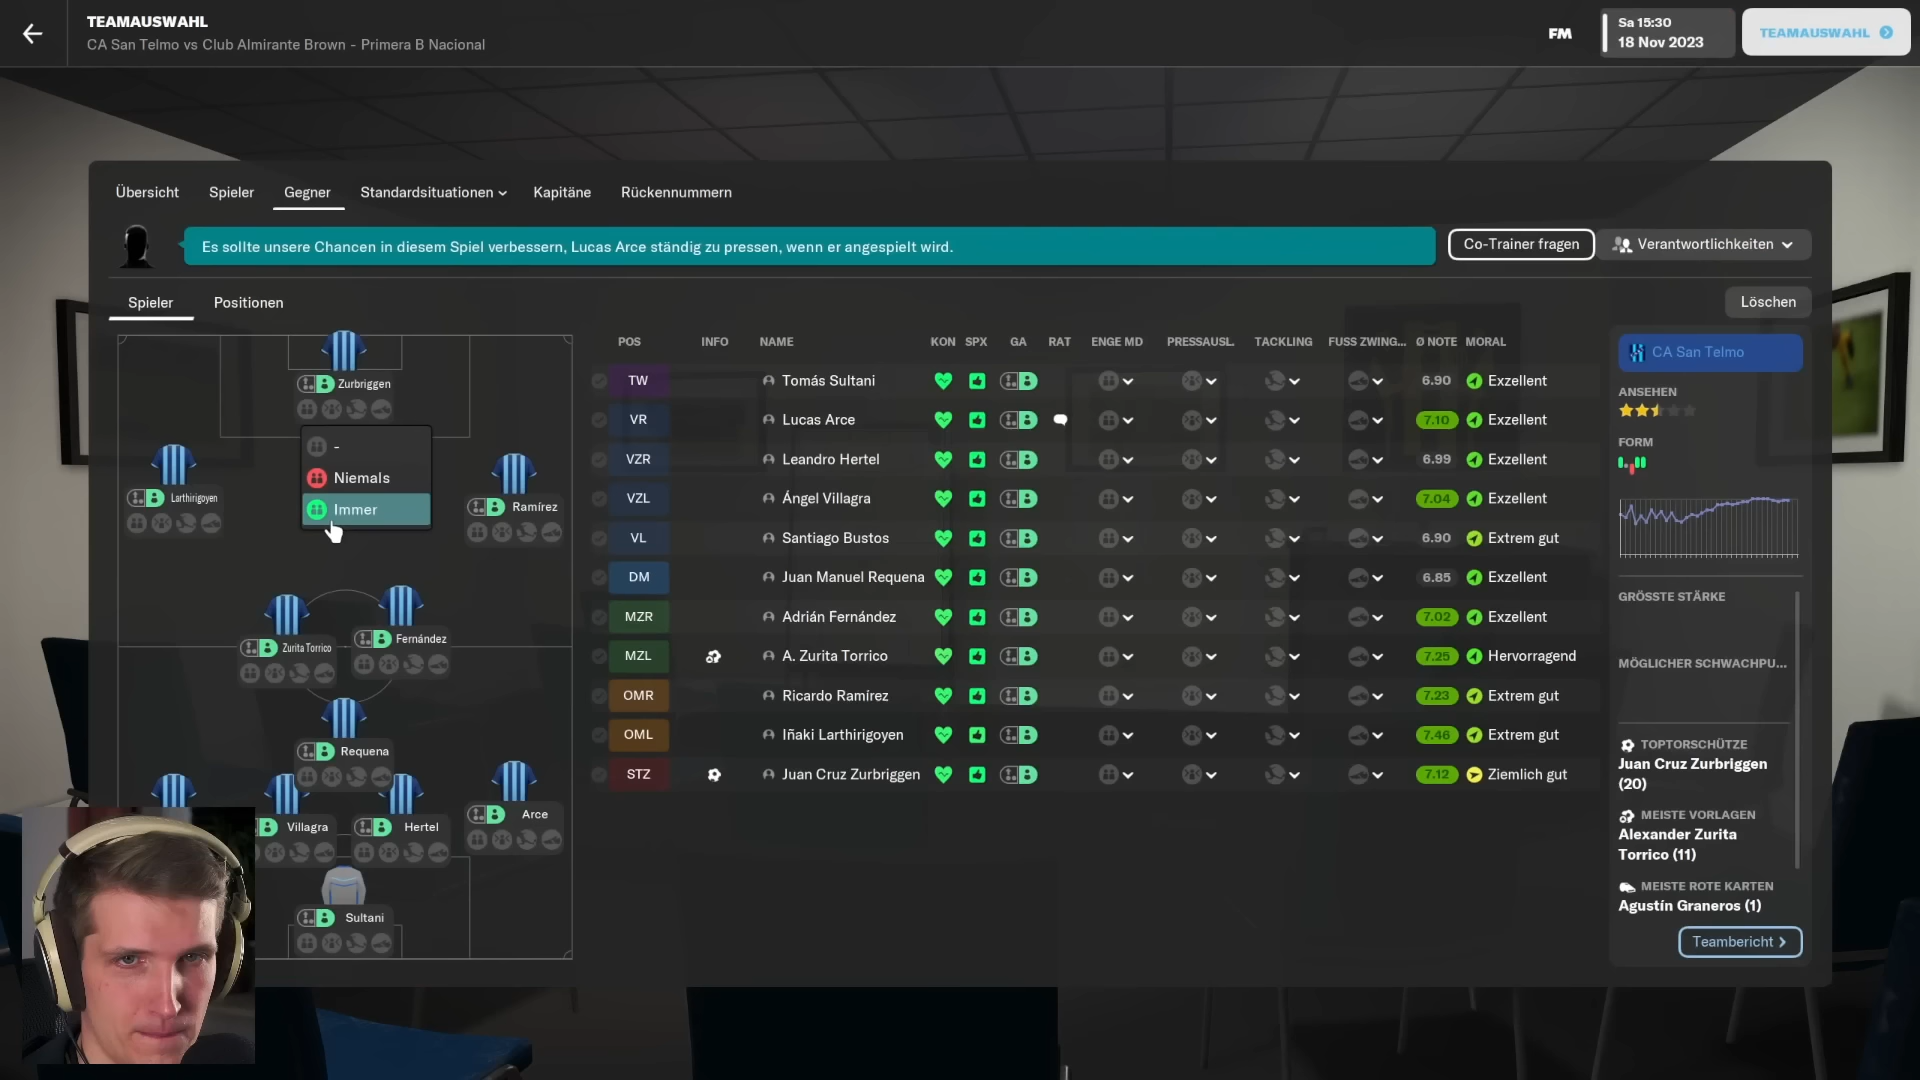 TEAMAUSWAHL
CA San Telmo vs Club Almirante Brown - Primera B Nacional
FM
Sa 15:30
18 Nov 2023
TEAMAUSWAHL
Übersicht
Spieler
Gegner
Standardsituationen
Kapitäne
Rückennummern
Es sollte unsere Chancen in diesem Spiel verbessern, Lucas Arce ständig zu pressen, wenn er angespielt wird.
Co-Trainer fragen
Verantwortlichkeiten
Spieler
Positionen
Löschen
Zurbriggen
-
Niemals
Immer
Larthirigoyen
Ramírez
Zurita Torrico
Fernández
Requena
Villagra
Hertel
Arce
Sultani
POS INFO NAME KON SPX GA RAT ENGE MD PRESSAUSL. TACKLING FUSS ZWING... Ø NOTE MORAL
TW Tomás Sultani 6.90 Exzellent
VR Lucas Arce 7.10 Exzellent
VZR Leandro Hertel 6.99 Exzellent
VZL Ángel Villagra 7.04 Exzellent
VL Santiago Bustos 6.90 Extrem gut
DM Juan Manuel Requena 6.85 Exzellent
MZR Adrián Fernández 7.02 Exzellent
MZL A. Zurita Torrico 7.25 Hervorragend
OMR Ricardo Ramírez 7.23 Extrem gut
OML Iñaki Larthirigoyen 7.46 Extrem gut
STZ Juan Cruz Zurbriggen 7.12 Ziemlich gut
CA San Telmo
ANSEHEN
FORM
GRÖSSTE STÄRKE
MÖGLICHER SCHWACHPU...
TOPTORSCHÜTZE
Juan Cruz Zurbriggen
(20)
MEISTE VORLAGEN
Alexander Zurita
Torrico (11)
MEISTE ROTE KARTEN
Agustín Graneros (1)
Teambericht